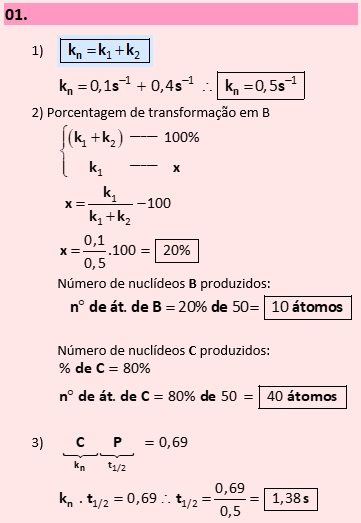 01.
1) kₙ = k₁ + k₂
kₙ = 0,1s⁻¹ + 0,4s⁻¹ ∴ kₙ = 0,5s⁻¹
2) Porcentagem de transformação em B
(k₁ + k₂) —— 100%
k₁ —— x
x = k₁/(k₁ + k₂) −100
x = 0,1/0,5 .100 = 20%
Número de nuclídeos B produzidos:
n° de át. de B = 20% de 50= 10 átomos
Número de nuclídeos C produzidos:
% de C = 80%
n° de át. de C = 80% de 50 = 40 átomos
3) C P = 0,69
kₙ t₁/₂
kₙ . t₁/₂ = 0,69 ∴ t₁/₂ = 0,69/0,5 = 1,38 s